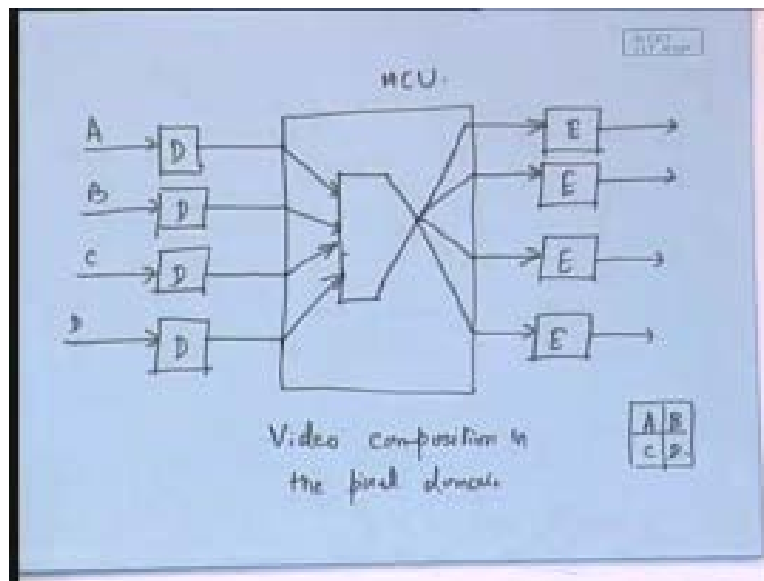 MCU.
A
D
E
B
D
E
C
D
E
D
D
E
Video composition in
the pixel domain.
A B
C D.